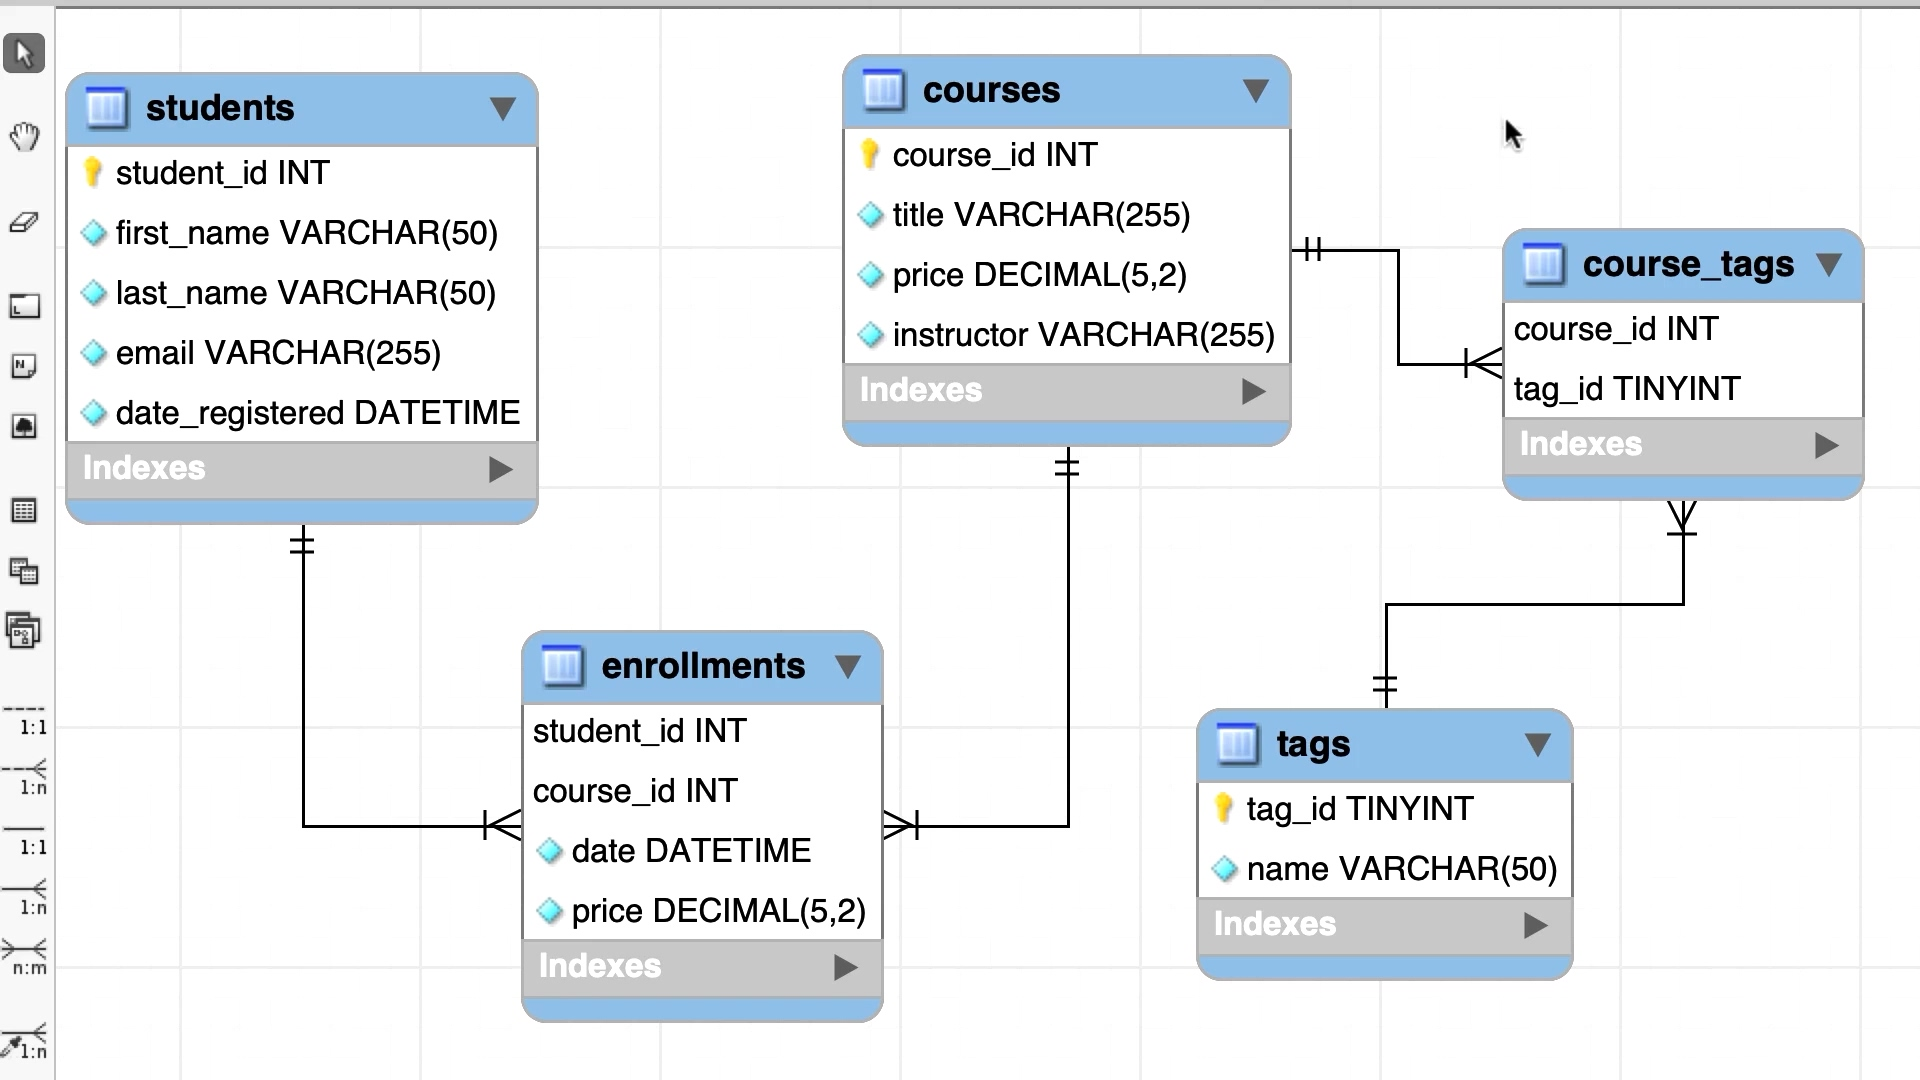 students
student_id INT
first_name VARCHAR(50)
last_name VARCHAR(50)
email VARCHAR(255)
date_registered DATETIME
Indexes
courses
course_id INT
title VARCHAR(255)
price DECIMAL(5,2)
instructor VARCHAR(255)
Indexes
course_tags
course_id INT
tag_id TINYINT
Indexes
enrollments
student_id INT
course_id INT
date DATETIME
price DECIMAL(5,2)
Indexes
tags
tag_id TINYINT
name VARCHAR(50)
Indexes
1:1
1:n
1:1
1:n
n:m
1:n